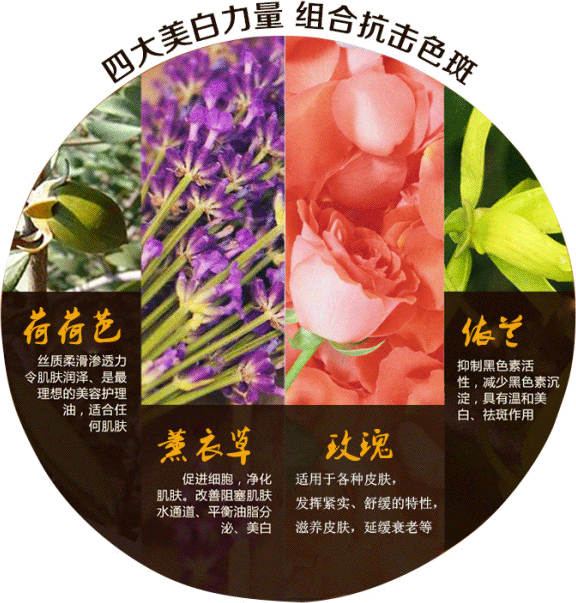 四大美白力量 组合抗击色斑
荷荷芭
丝质柔滑渗透力
令肌肤润泽、是最
理想的美容护理
油，适合任
何肌肤
薰衣草
促进细胞，净化
肌肤。改善阻塞肌肤
水通道、平衡油脂分
泌、美白
玫瑰
适用于各种皮肤，
发挥紧实、舒缓的特性，
滋养皮肤，延缓衰老等
依兰
抑制黑色素活
性，减少黑色素沉
淀，具有温和美
白、祛斑作用